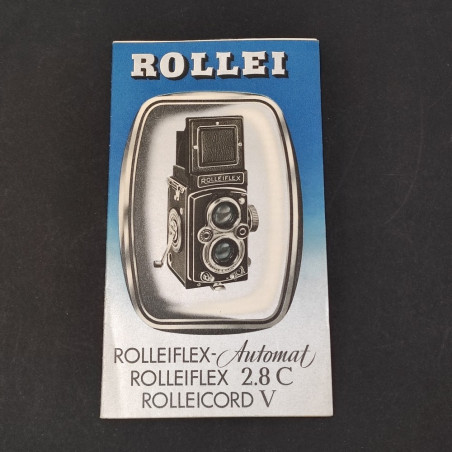 ROLLEI
ROLLEIFLEX
ROLLEIFLEX-Automat
ROLLEIFLEX 2.8 C
ROLLEICORD V